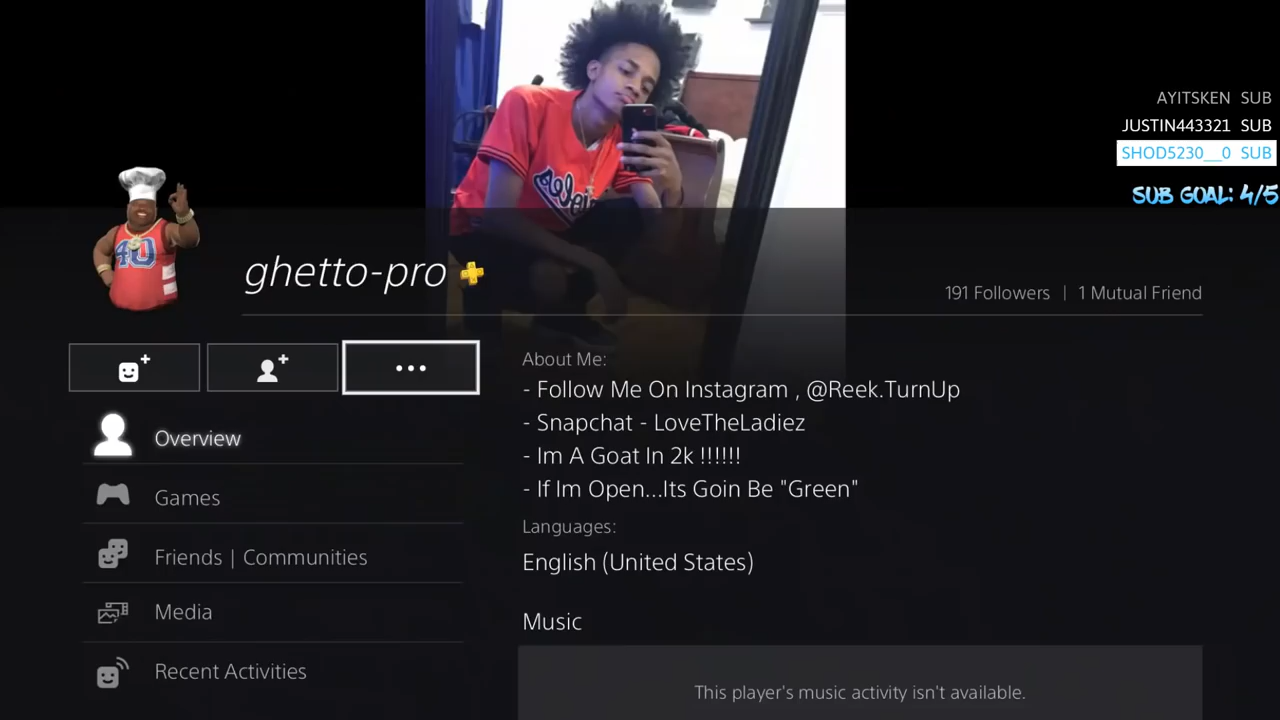 AYITSKEN SUB
JUSTIN443321 SUB
SHOD5230__0 SUB
SUB GOAL: 4/5
40
ghetto-pro
191 Followers | 1 Mutual Friend
About Me:
- Follow Me On Instagram , @Reek.TurnUp
- Snapchat - LoveTheLadiez
- Im A Goat In 2k !!!!!!
- If Im Open...Its Goin Be "Green"
Languages:
English (United States)
Music
This player's music activity isn't available.
Overview
Games
Friends | Communities
Media
Recent Activities